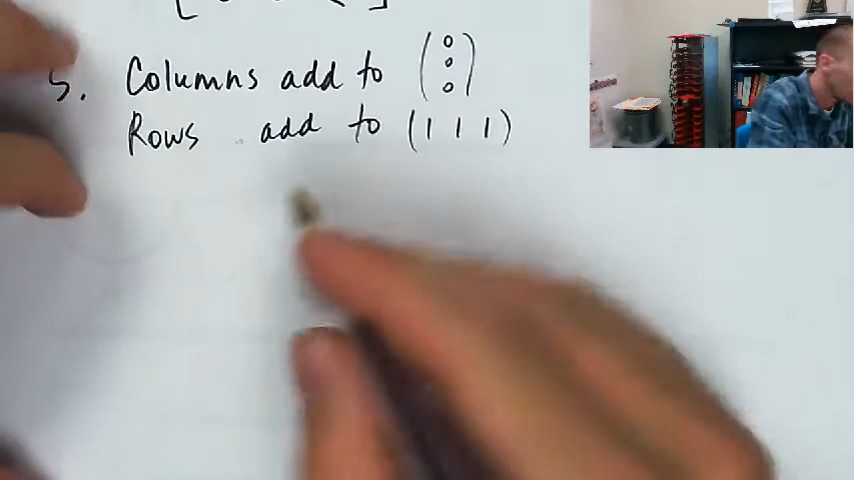 5. Columns add to (0 0 0)
Rows add to (1 1 1)